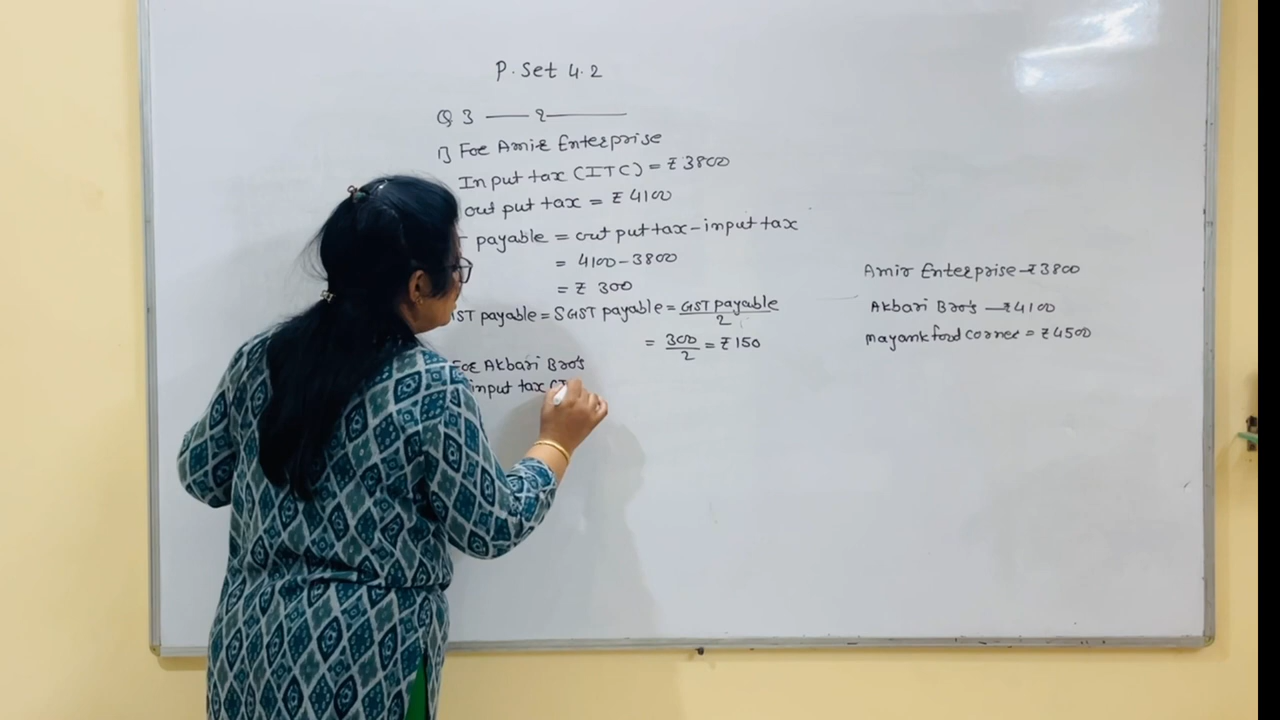 P. Set 4.2
Q 3 — 2 —
1] For Amir Enterprise
Input tax (ITC) = ₹ 3800
out put tax = ₹ 4100
payable = out put tax - input tax
= 4100 - 3800
= ₹ 300
ST payable = SGST payable = GST payable / 2
= 300 / 2 = ₹ 150
For Akbari Bro's
input tax (I
Amir Enterprise - ₹ 3800
Akbari Bro's — ₹ 4100
mayank food corner = ₹ 4500